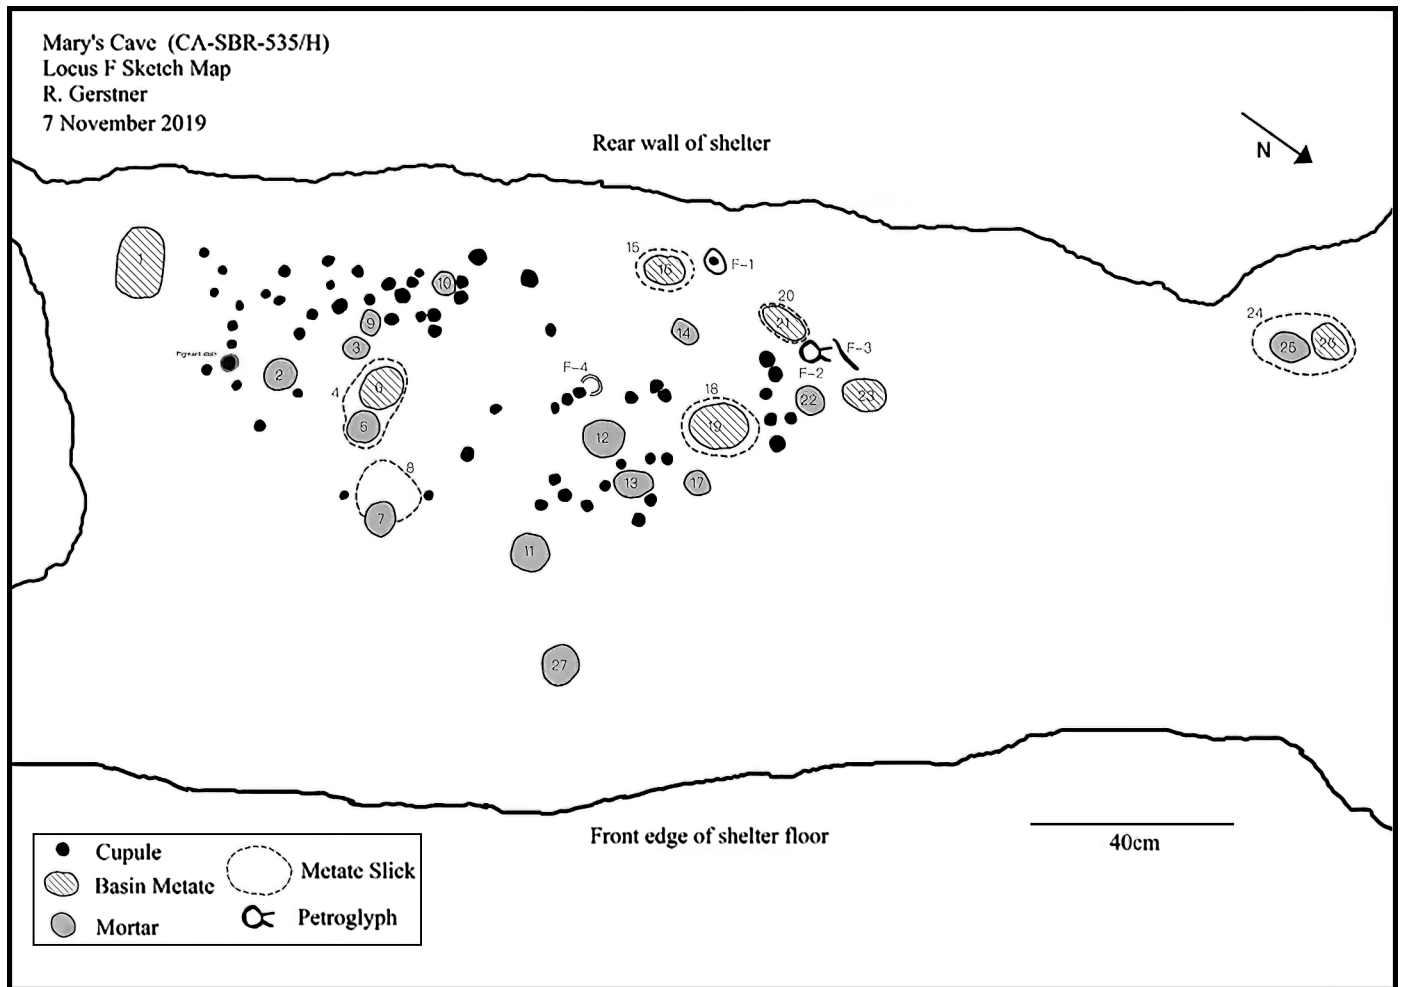 Mary's Cave (CA-SBR-535/H)
Locus F Sketch Map
R. Gerstner
7 November 2019
Rear wall of shelter
N
15
16
F-1
1
10
20
21
24
25
26
9
14
3
F-3
F-2
2
F-4
4
6
18
22
23
5
19
12
8
13
17
7
11
27
Front edge of shelter floor
40cm
Cupule
Basin Metate
Mortar
Metate Slick
Petroglyph